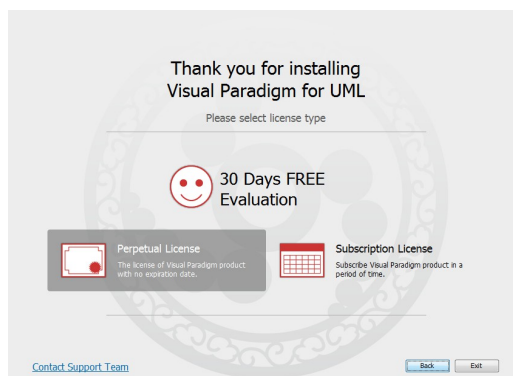 Thank you for installing
Visual Paradigm for UML
Please select license type
30 Days FREE
Evaluation
Perpetual License
The license of Visual Paradigm product
with no expiration date.
Subscription License
Subscribe Visual Paradigm product in a
period of time.
Contact Support Team
Back
Exit